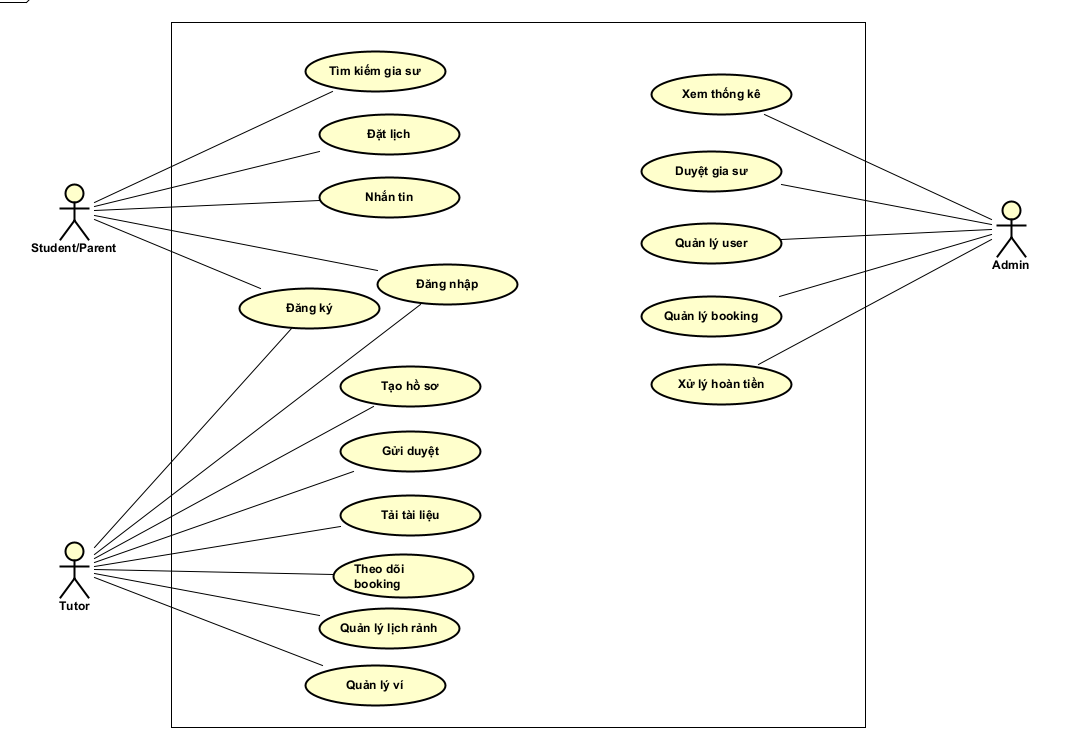 Tìm kiếm gia sư
Đặt lịch
Nhắn tin
Student/Parent
Đăng nhập
Đăng ký
Tạo hồ sơ
Gửi duyệt
Tải tài liệu
Theo dõi
booking
Tutor
Quản lý lịch rảnh
Quản lý ví
Xem thống kê
Duyệt gia sư
Quản lý user
Admin
Quản lý booking
Xử lý hoàn tiền